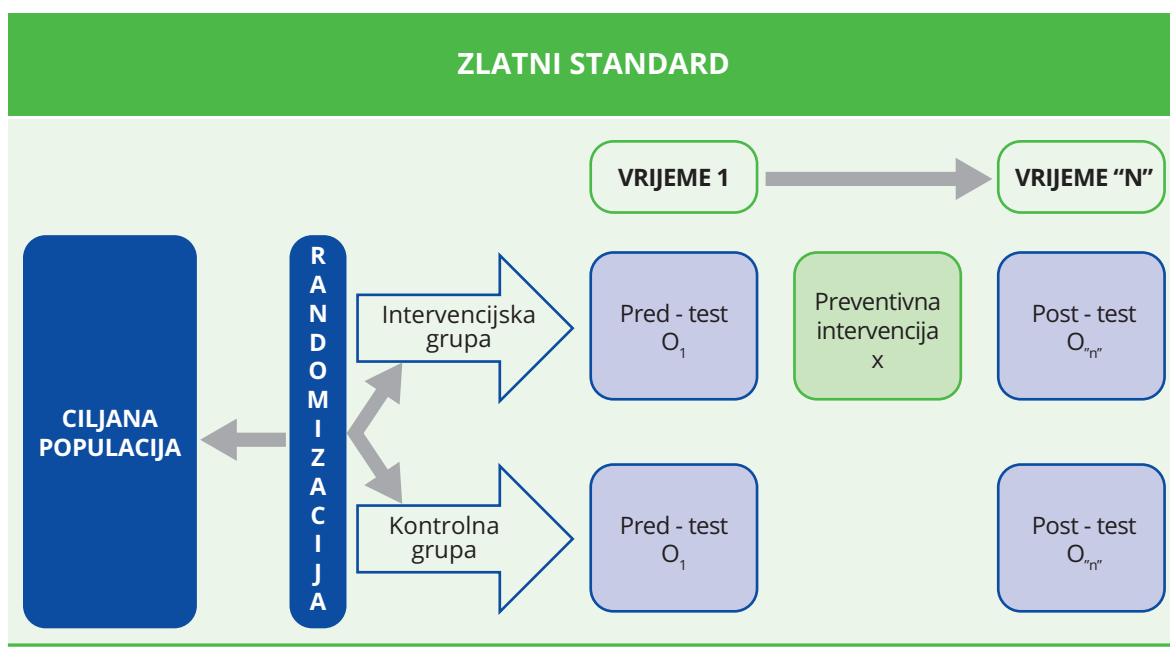 ZLATNI STANDARD
VRIJEME 1
VRIJEME “N”
CILJANA
POPULACIJA
RANDOMIZACIJA
Intervencijska
grupa
Pred - test
O₁
Preventivna
intervencija
x
Post - test
O"n"
Kontrolna
grupa
Pred - test
O₁
Post - test
O"n"